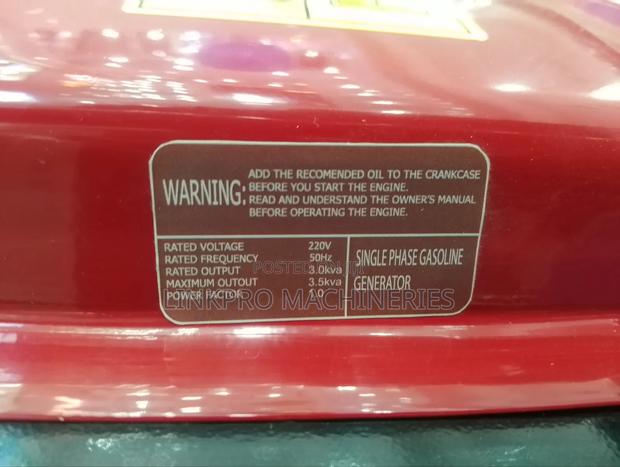 WARNING:
ADD THE RECOMENDED OIL TO THE CRANKCASE
BEFORE YOU START THE ENGINE.
READ AND UNDERSTAND THE OWNER'S MANUAL
BEFORE OPERATING THE ENGINE.
RATED VOLTAGE 220V
RATED FREQUENCY 50Hz
RATED OUTPUT 3.0kva
MAXIMUM OTOUT 3.5kva
POWER FACTOR 1.0
SINGLE PHASE GASOLINE
GENERATOR
POSTED ON
LINKPRO MACHINERIES